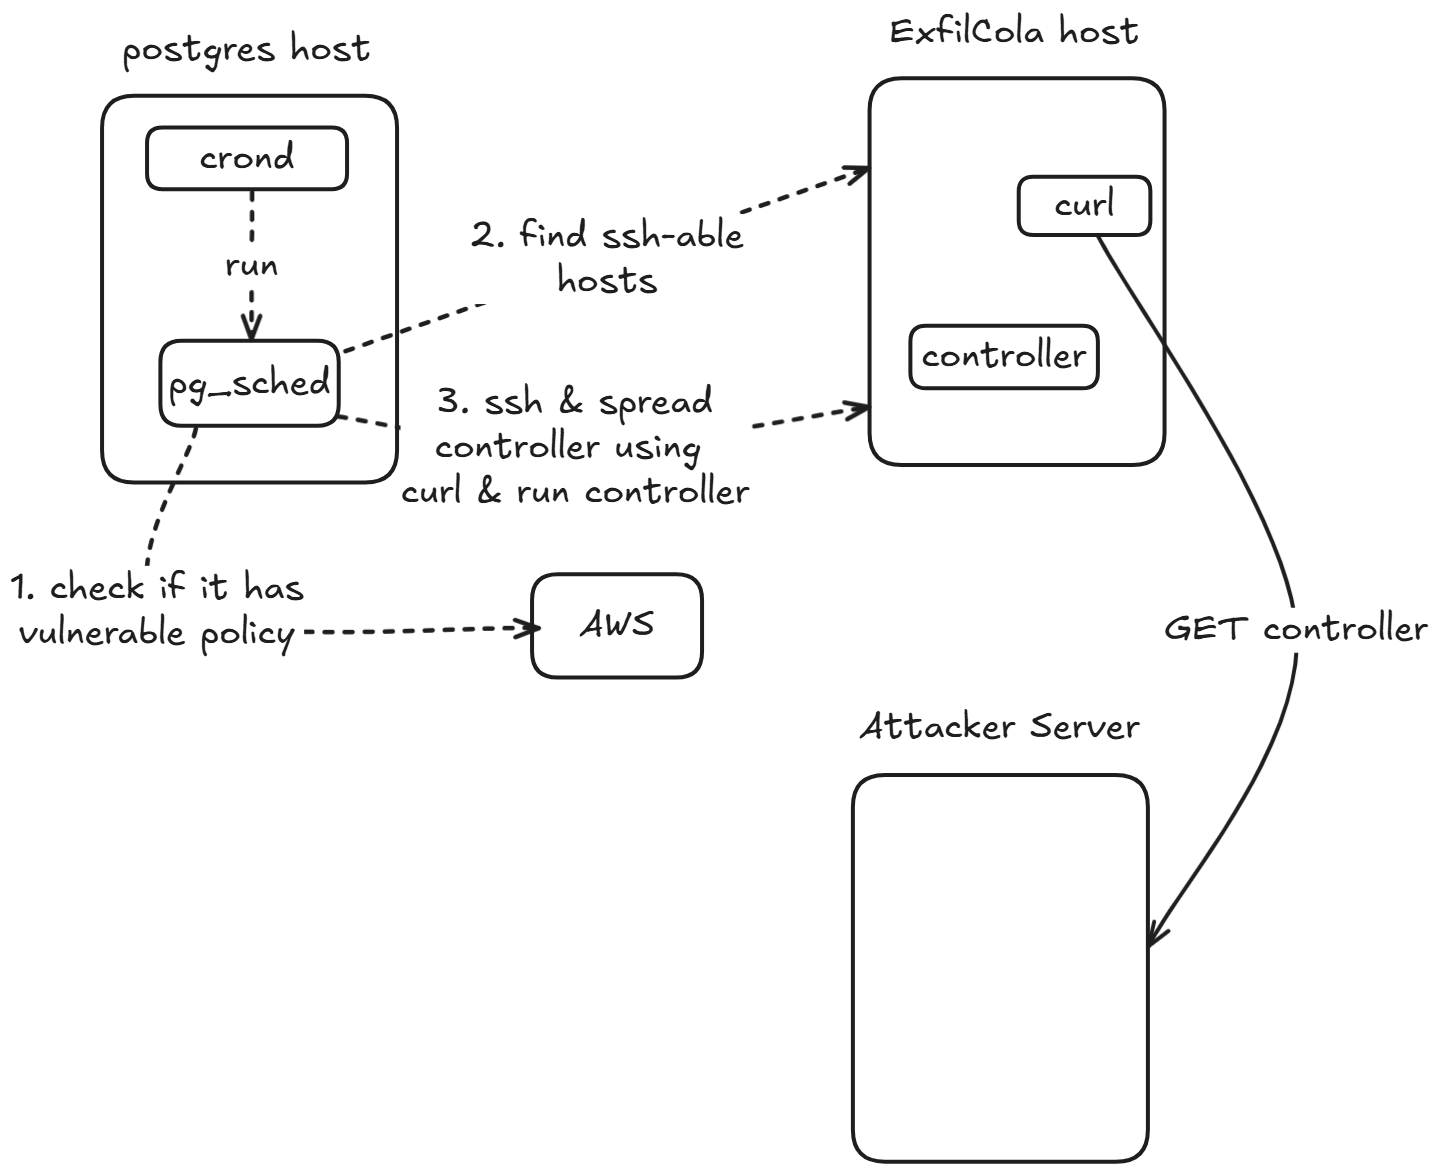 postgres host
ExfilCola host
crond
curl
run
2. find ssh-able
hosts
controller
pg_sched
3. ssh & spread
controller using
curl & run controller
1. check if it has
vulnerable policy
AWS
GET controller
Attacker Server